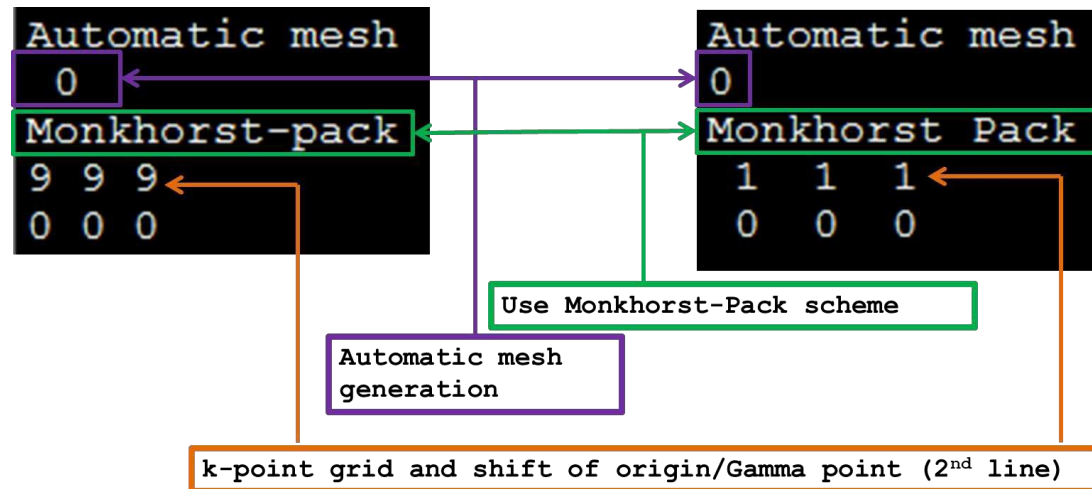 Automatic mesh
0
Monkhorst-pack
9 9 9
0 0 0
Automatic mesh
0
Monkhorst Pack
1 1 1
0 0 0
Use Monkhorst-Pack scheme
Automatic mesh
generation
k-point grid and shift of origin/Gamma point (2nd line)